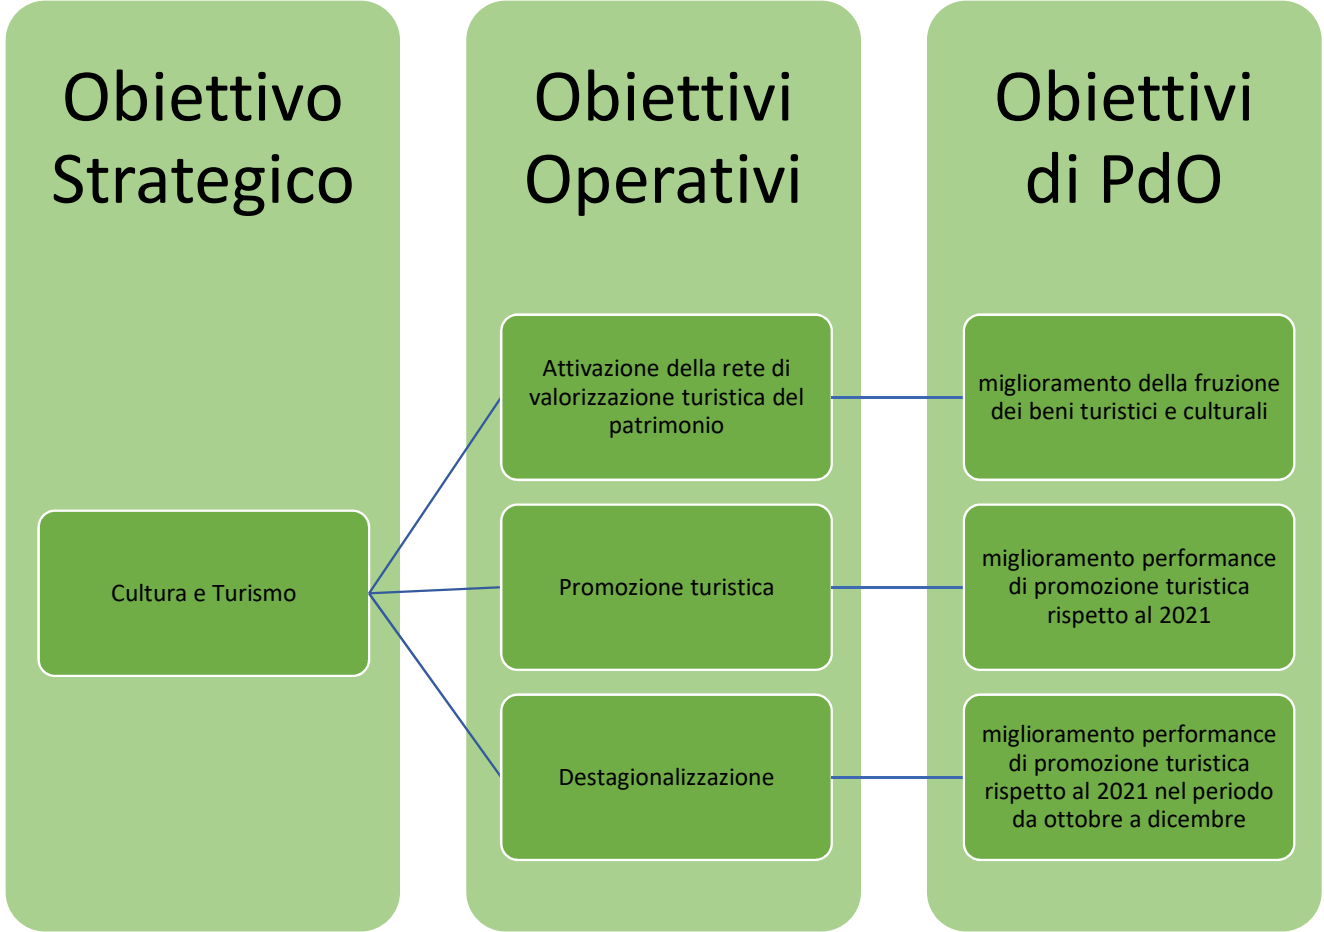 Obiettivo
Strategico
Cultura e Turismo
Obiettivi
Operativi
Attivazione della rete di
valorizzazione turistica del
patrimonio
Promozione turistica
Destagionalizzazione
Obiettivi
di PdO
miglioramento della fruzione
dei beni turistici e culturali
miglioramento performance
di promozione turistica
rispetto al 2021
miglioramento performance
di promozione turistica
rispetto al 2021 nel periodo
da ottobre a dicembre